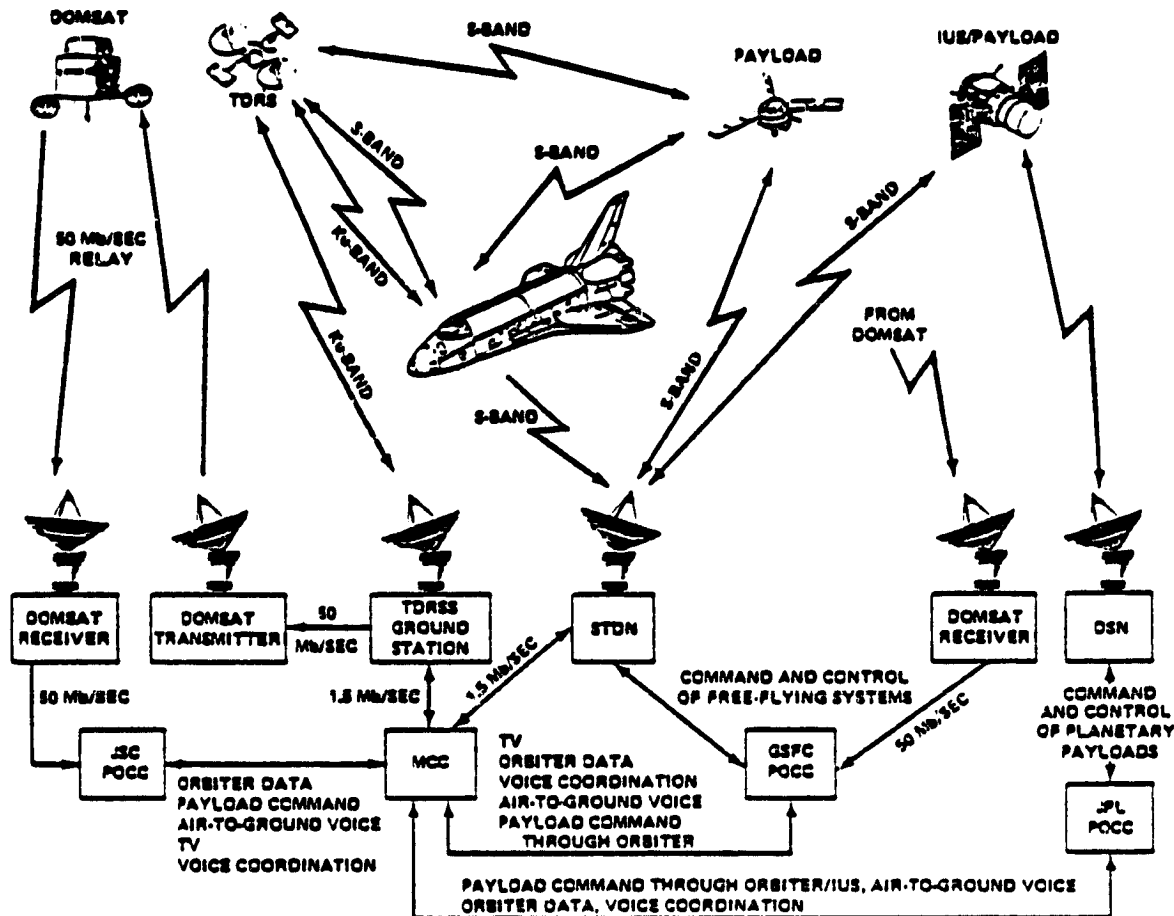 DOMSAT
TDRS
S-BAND
PAYLOAD
IUS/PAYLOAD
S-BAND
S-BAND
S-BAND
50 Mb/SEC
RELAY
Ku-BAND
FROM
DOMSAT
Ku-BAND
S-BAND
S-BAND
DOMSAT
RECEIVER
DOMSAT
TRANSMITTER
50
Mb/SEC
TDRSS
GROUND
STATION
STDN
DOMSAT
RECEIVER
DSN
50 Mb/SEC
1.5 Mb/SEC
1.5 Mb/SEC
COMMAND AND CONTROL
OF FREE-FLYING SYSTEMS
50 Mb/SEC
COMMAND
AND CONTROL
OF PLANETARY
PAYLOADS
JSC
POCC
ORBITER DATA
PAYLOAD COMMAND
AIR-TO-GROUND VOICE
TV
VOICE COORDINATION
MCC
TV
ORBITER DATA
VOICE COORDINATION
AIR-TO-GROUND VOICE
PAYLOAD COMMAND
THROUGH ORBITER
GSFC
POCC
JPL
POCC
PAYLOAD COMMAND THROUGH ORBITER/IUS, AIR-TO-GROUND VOICE
ORBITER DATA, VOICE COORDINATION